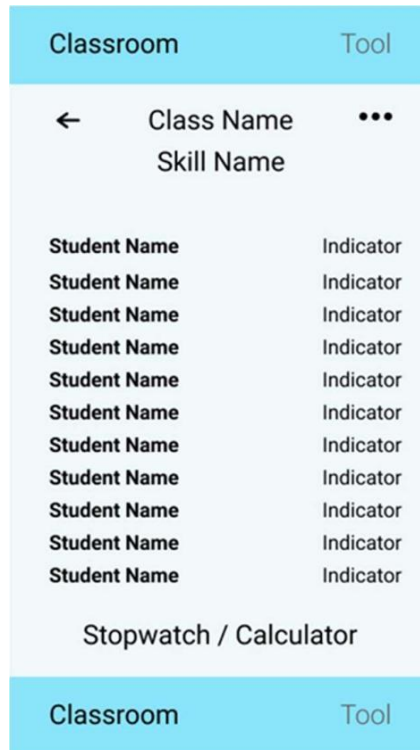 Classroom Tool
← Class Name •••
Skill Name
Student Name Indicator
Student Name Indicator
Student Name Indicator
Student Name Indicator
Student Name Indicator
Student Name Indicator
Student Name Indicator
Student Name Indicator
Student Name Indicator
Student Name Indicator
Student Name Indicator
Stopwatch / Calculator
Classroom Tool